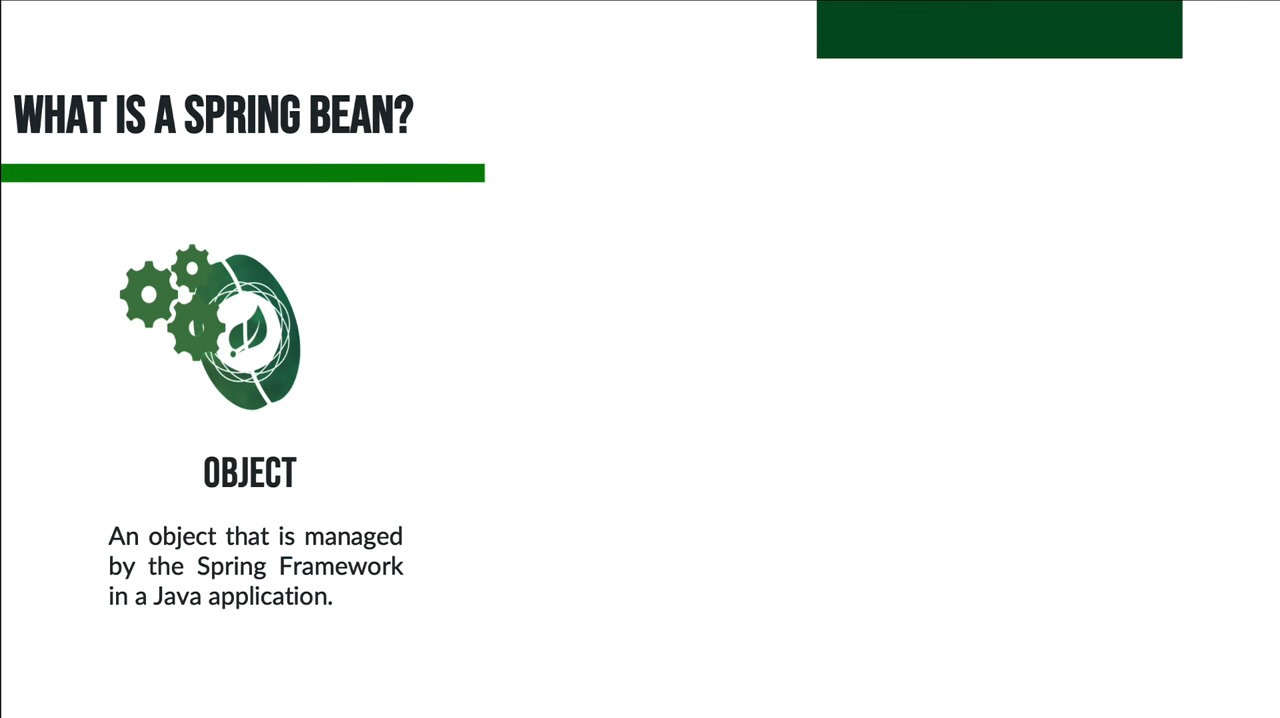 WHAT IS A SPRING BEAN?
OBJECT
An object that is managed
by the Spring Framework
in a Java application.